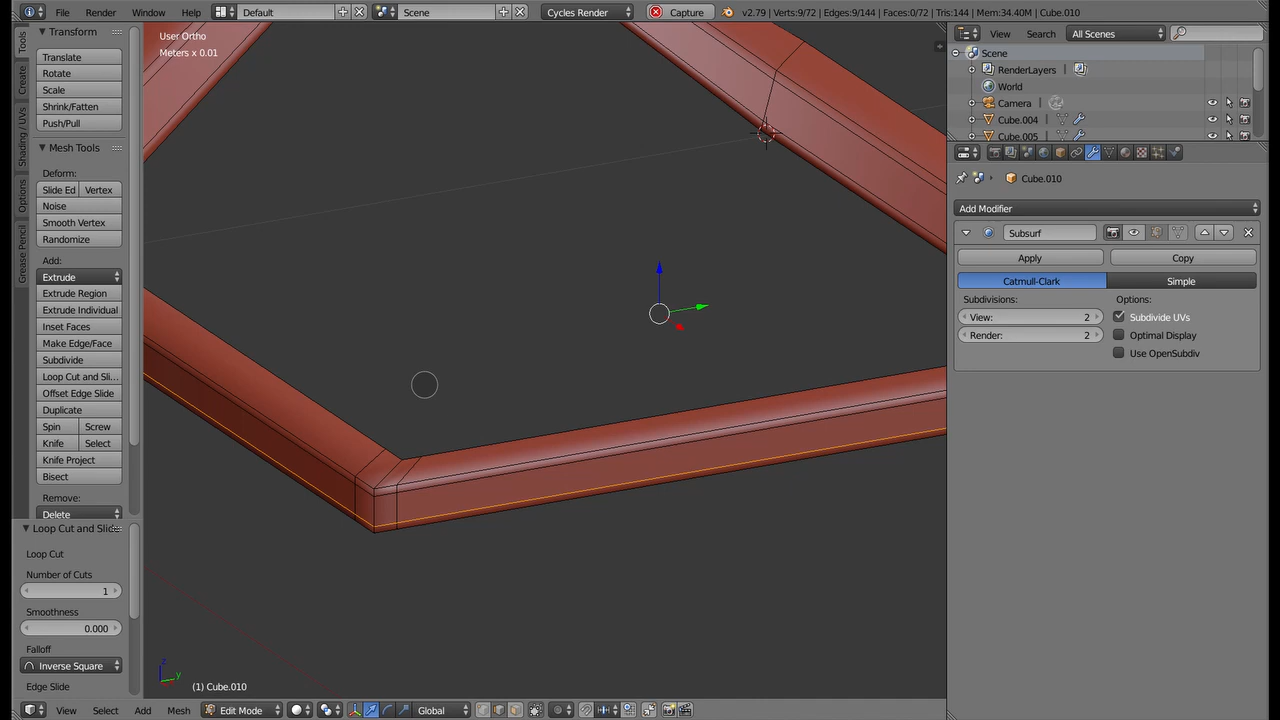 File Render Window Help Default Scene Cycles Render Capture v2.79 | Verts:9/72 | Edges:9/144 | Faces:0/72 | Tris:144 | Mem:34.40M | Cube.010
Tools
Create
Shading / UVs
Options
Grease Pencil
Transform
Translate
Rotate
Scale
Shrink/Fatten
Push/Pull
Mesh Tools
Deform:
Slide Ed Vertex
Noise
Smooth Vertex
Randomize
Add:
Extrude
Extrude Region
Extrude Individual
Inset Faces
Make Edge/Face
Subdivide
Loop Cut and Sli...
Offset Edge Slide
Duplicate
Spin Screw
Knife Select
Knife Project
Bisect
Remove:
Delete
Loop Cut and Slide
Loop Cut
Number of Cuts
1
Smoothness
0.000
Falloff
Inverse Square
Edge Slide
User Ortho
Meters x 0.01
z
y
(1) Cube.010
View Select Add Mesh Edit Mode Global
View Search All Scenes
Scene
RenderLayers |
World
Camera |
Cube.004
Cube.005
Cube.010
Add Modifier
Subsurf
Apply Copy
Catmull-Clark Simple
Subdivisions: Options:
View: 2 Subdivide UVs
Render: 2 Optimal Display
Use OpenSubdiv